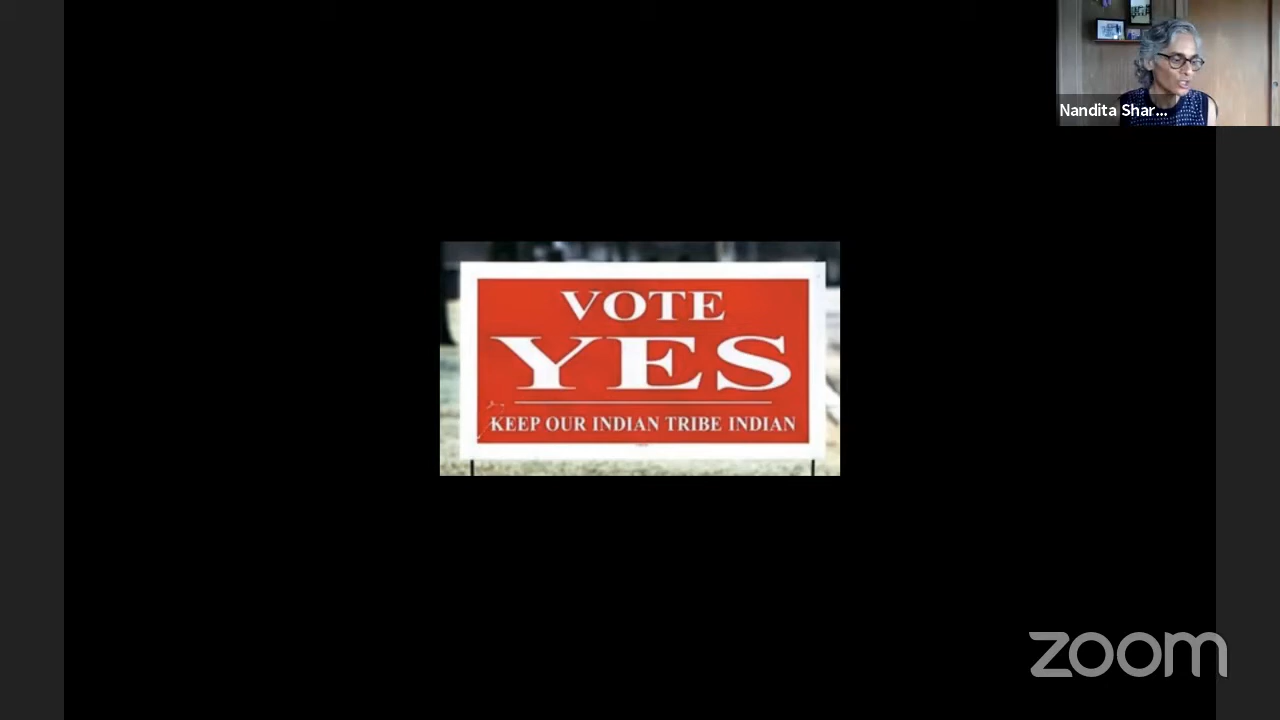 Nandita Shar...
VOTE
YES
KEEP OUR INDIAN TRIBE INDIAN
zoom